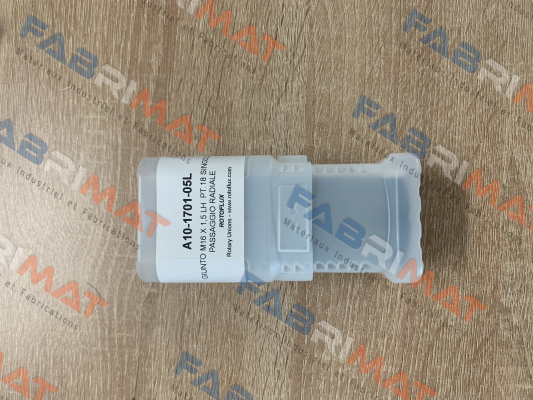 A10-1701-05L
GIUNTO M16 X 1,5 LH PT.18 SING
PASSAGGIO RADIALE
ROTOFLUX
Rotary Unions - www.rotoflux.com
FABRIMAT
Matériaux Industriels et Fabrications